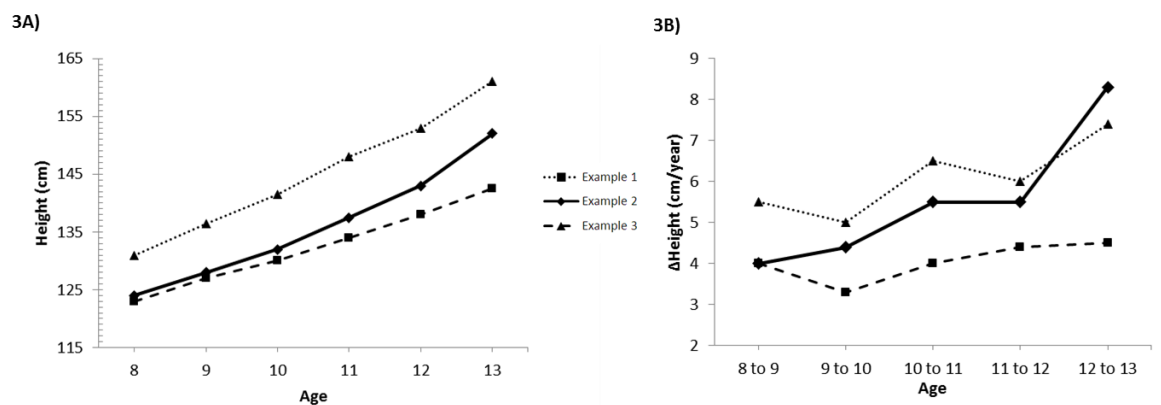 3A)
165
155
145
135
125
115
Height (cm)
8 9 10 11 12 13
Age
Example 1
Example 2
Example 3
3B)
9
8
7
6
5
4
3
2
ΔHeight (cm/year)
8 to 9 9 to 10 10 to 11 11 to 12 12 to 13
Age